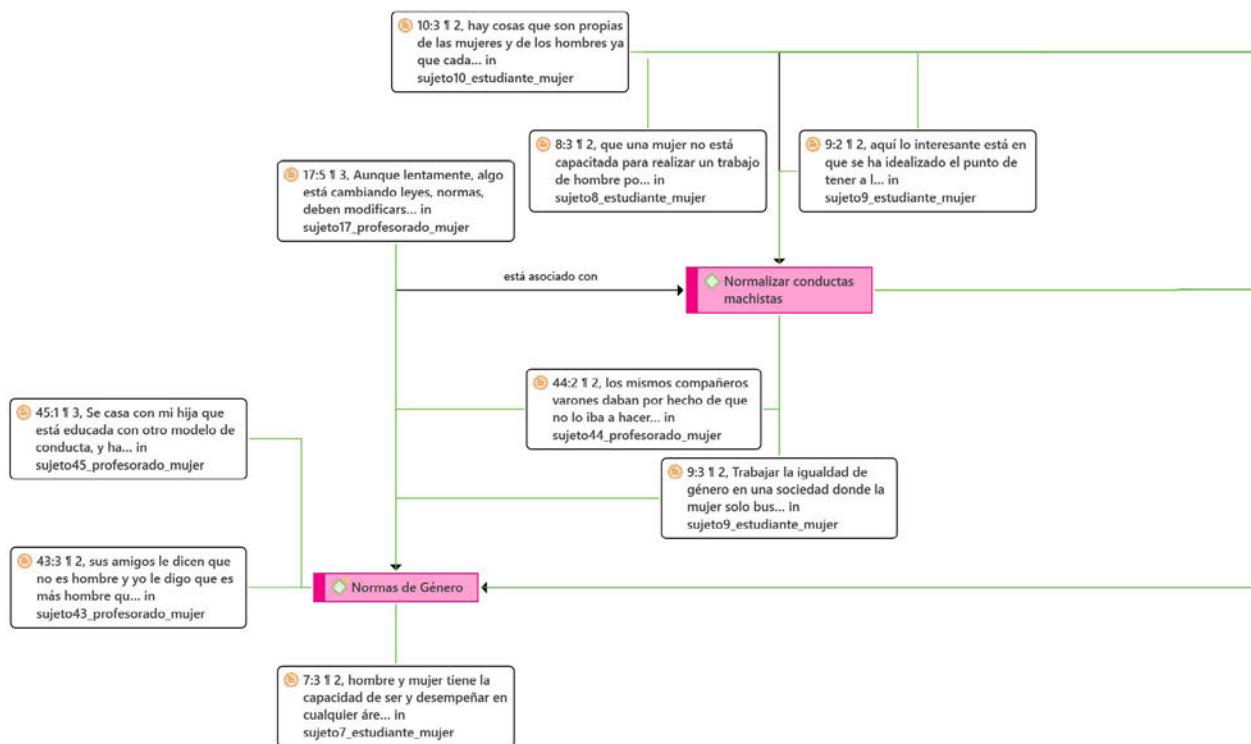 10:3 ¶ 2, hay cosas que son propias
de las mujeres y de los hombres ya
que cada... in
sujeto10_estudiante_mujer
8:3 ¶ 2, que una mujer no está
capacitada para realizar un trabajo
de hombre po... in
sujeto8_estudiante_mujer
9:2 ¶ 2, aquí lo interesante está en
que se ha idealizado el punto de
tener a l... in
sujeto9_estudiante_mujer
17:5 ¶ 3, Aunque lentamente, algo
está cambiando leyes, normas,
deben modificars... in
sujeto17_profesorado_mujer
está asociado con
Normalizar conductas
machistas
44:2 ¶ 2, los mismos compañeros
varones daban por hecho de que
no lo iba a hacer... in
sujeto44_profesorado_mujer
45:1 ¶ 3, Se casa con mi hija que
está educada con otro modelo de
conducta, y ha... in
sujeto45_profesorado_mujer
9:3 ¶ 2, Trabajar la igualdad de
género en una sociedad donde la
mujer solo bus... in
sujeto9_estudiante_mujer
43:3 ¶ 2, sus amigos le dicen que
no es hombre y yo le digo que es
más hombre qu... in
sujeto43_profesorado_mujer
Normas de Género
7:3 ¶ 2, hombre y mujer tiene la
capacidad de ser y desempeñar en
cualquier áre... in
sujeto7_estudiante_mujer